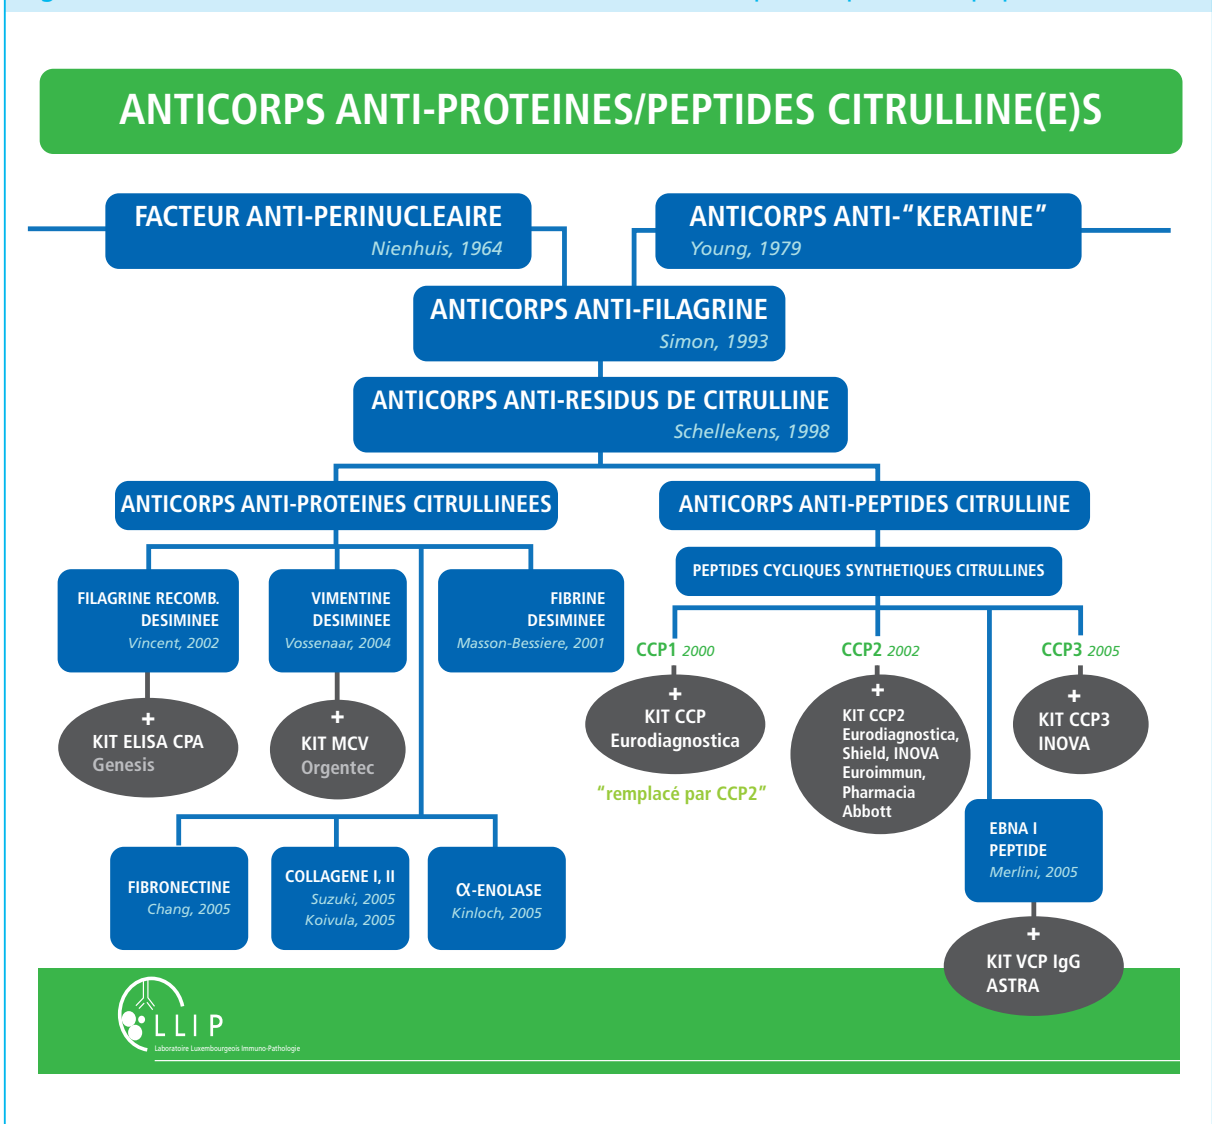 ANTICORPS ANTI-PROTEINES/PEPTIDES CITRULLINE(E)S
FACTEUR ANTI-PERINUCLEAIRE
Nienhuis, 1964
ANTICORPS ANTI-“KERATINE”
Young, 1979
ANTICORPS ANTI-FILAGRINE
Simon, 1993
ANTICORPS ANTI-RESIDUS DE CITRULLINE
Schellekens, 1998
ANTICORPS ANTI-PROTEINES CITRULLINEES
ANTICORPS ANTI-PEPTIDES CITRULLINE
PEPTIDES CYCLIQUES SYNTHETIQUES CITRULLINES
FILAGRINE RECOMB.
DESIMINEE
Vincent, 2002
VIMENTINE
DESIMINEE
Vossenaar, 2004
FIBRINE
DESIMINEE
Masson-Bessiere, 2001
CCP1 2000
CCP2 2002
CCP3 2005
+
KIT ELISA CPA
Genesis
+
KIT MCV
Orgentec
+
KIT CCP
Eurodiagnostica
“remplacé par CCP2”
+
KIT CCP2
Eurodiagnostica,
Shield, INOVA
Euroimmun,
Pharmacia
Abbott
+
KIT CCP3
INOVA
EBNA I
PEPTIDE
Merlini, 2005
FIBRONECTINE
Chang, 2005
COLLAGENE I, II
Suzuki, 2005
Koivula, 2005
α-ENOLASE
Kinloch, 2005
+
KIT VCP IgG
ASTRA
LLIP
Laboratoire Luxembourgeois Immuno-Pathologie